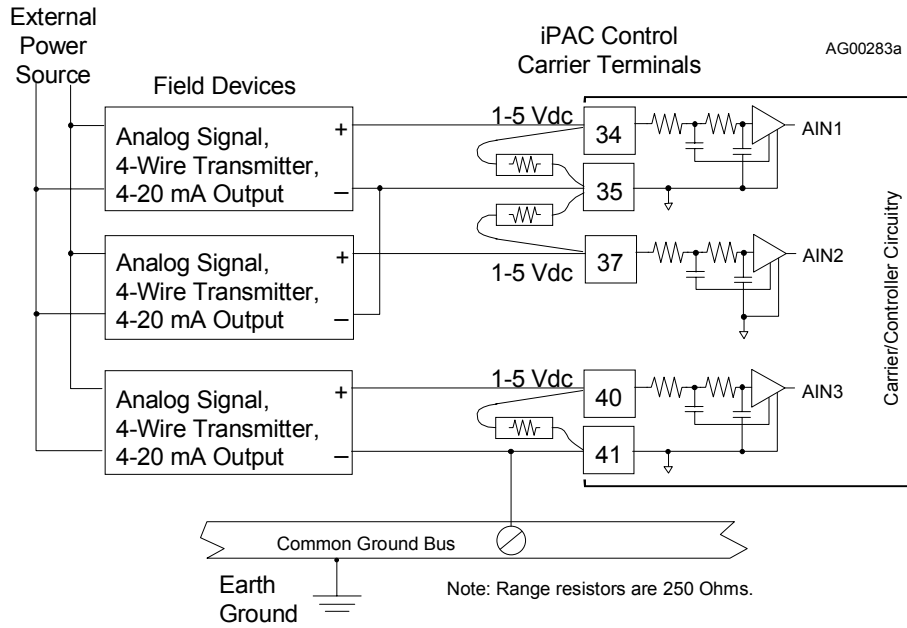 External
Power
Source
Field Devices
iPAC Control
Carrier Terminals
AG00283a
Analog Signal,
4-Wire Transmitter,
4-20 mA Output
+
–
1-5 Vdc
34
35
AIN1
Analog Signal,
4-Wire Transmitter,
4-20 mA Output
+
–
1-5 Vdc
37
AIN2
Analog Signal,
4-Wire Transmitter,
4-20 mA Output
+
–
1-5 Vdc
40
41
AIN3
Carrier/Controller Circuitry
Common Ground Bus
Earth
Ground
Note: Range resistors are 250 Ohms.